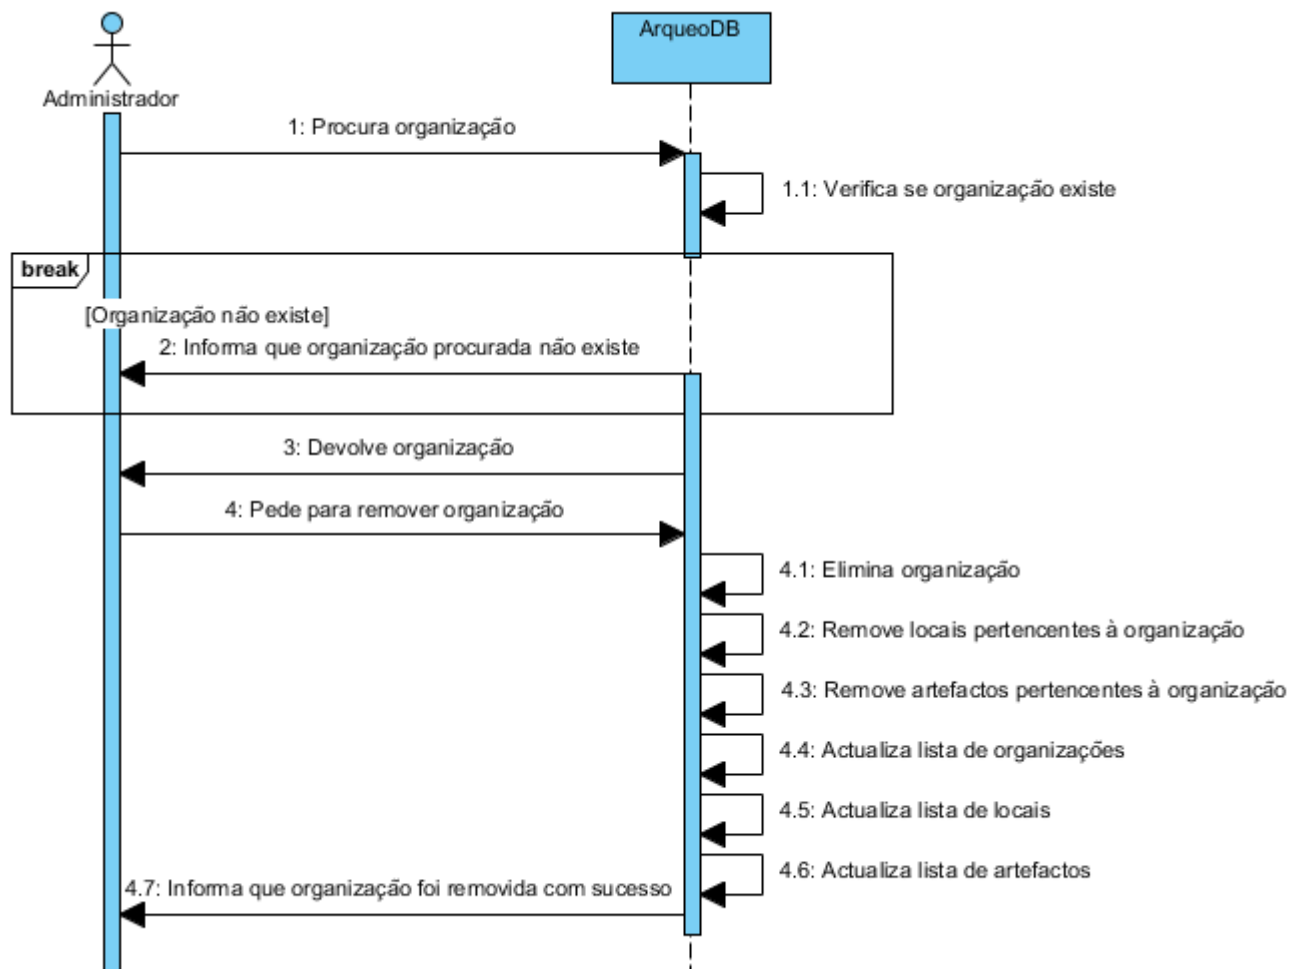 Administrador
ArqueoDB
1: Procura organização
1.1: Verifica se organização existe
break
[Organização não existe]
2: Informa que organização procurada não existe
3: Devolve organização
4: Pede para remover organização
4.1: Elimina organização
4.2: Remove locais pertencentes à organização
4.3: Remove artefactos pertencentes à organização
4.4: Actualiza lista de organizações
4.5: Actualiza lista de locais
4.6: Actualiza lista de artefactos
4.7: Informa que organização foi removida com sucesso